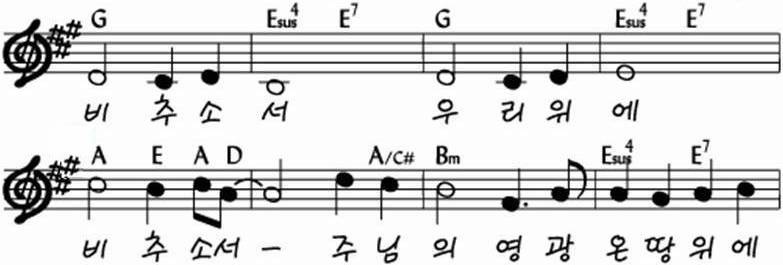 G Esus4 E7 G Esus4 E7
비 추 소 서 우 리 위 에
A E A D A/C# Bm Esus4 E7
비 추 소서 – 주 님 의 영 광 온 땅 위 에